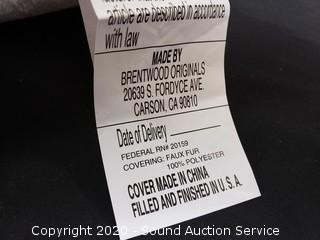 article are described in accordance
with law
MADE BY
BRENTWOOD ORIGINALS
20639 S. FORDYCE AVE.
CARSON, CA 90810
Date of Delivery
FEDERAL RN# 20159
COVERING: FAUX FUR
100% POLYESTER
COVER MADE IN CHINA
FILLED AND FINISHED IN U.S.A.
Copyright 2020 - Sound Auction Service